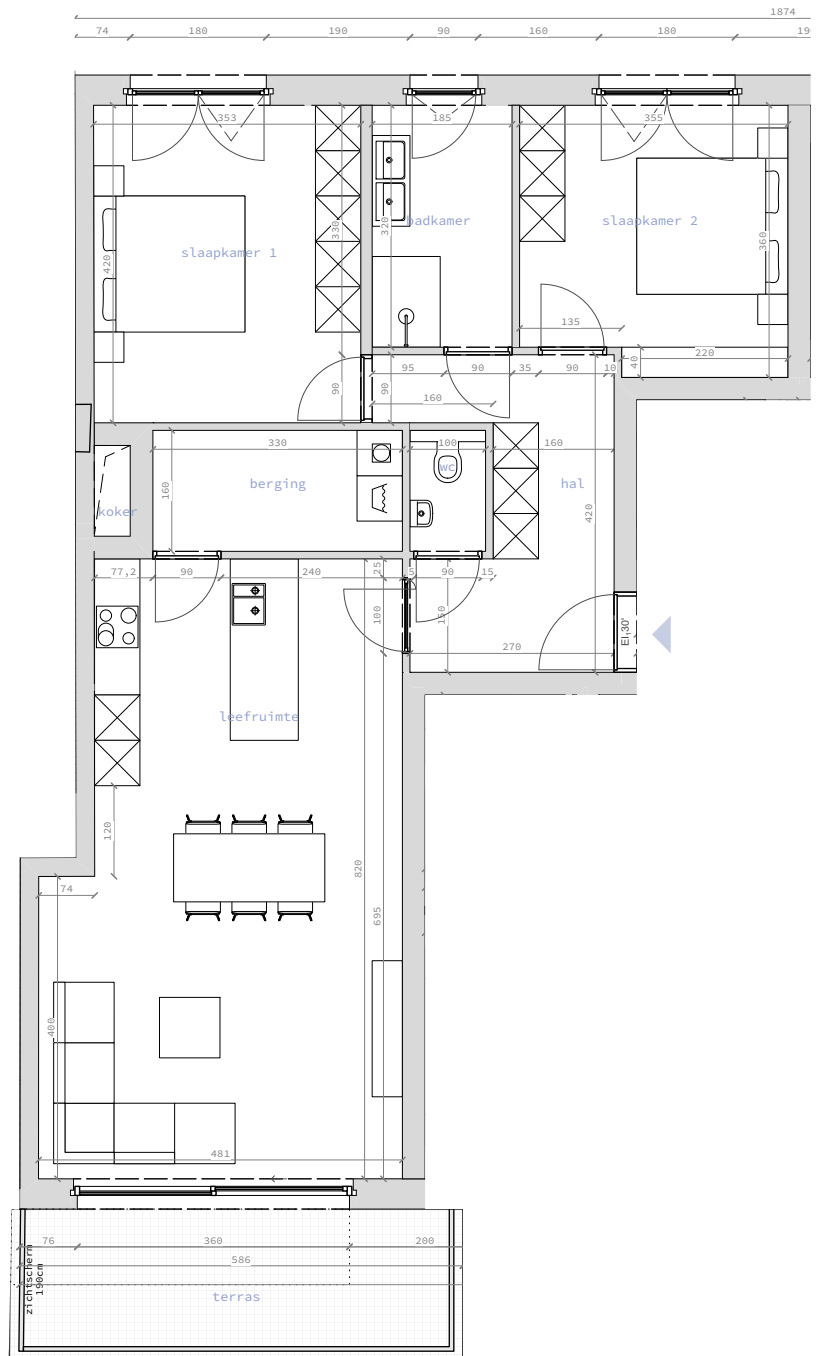 1874
74 180 190 90 160 180 19
353 185 355
330 320
badkamer slaapkamer 2
slaapkamer 1
420 360
135
220
40
95 90 35 90 10
90 90
160
330 100 160
wc
berging hal
160
koker 420
25
77,2 90 240 5 90 15
100 150
EI₁30'
270
leefruimte
120
820
74
695
400
481
76 360 200
586
zichtscherm
190cm
terras